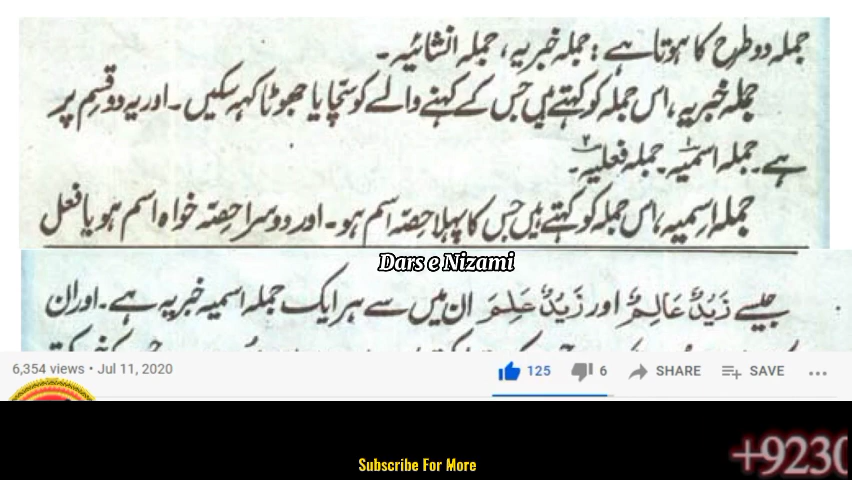 جملہ دو طرح کا ہوتا ہے : جملہ خبریہ ، جملہ انشائیہ ۔
جملہ خبریہ ، اس جملہ کو کہتے ہیں جس کے کہنے والے کو سچا یا جھوٹا کہہ سکیں ۔ اور یہ دو قسم پر
ہے ۔ جملہ اسمیہ ۔ جملہ فعلیہ ۔
جملہ اِسمیہ ، اس جملہ کو کہتے ہیں جس کا پہلا حصّہ اسم ہو ۔ اور دوسرا حصّہ خواہ اسم ہو یا فعل
Dars e Nizami
جیسے زَیْدٌ عَالِمٌ اور زَیْدٌ عَلِمَ ان میں سے ہر ایک جملہ اسمیہ خبریہ ہے ۔ اور ان
6,354 views • Jul 11, 2020 125 6 SHARE SAVE
Subscribe For More
+9230